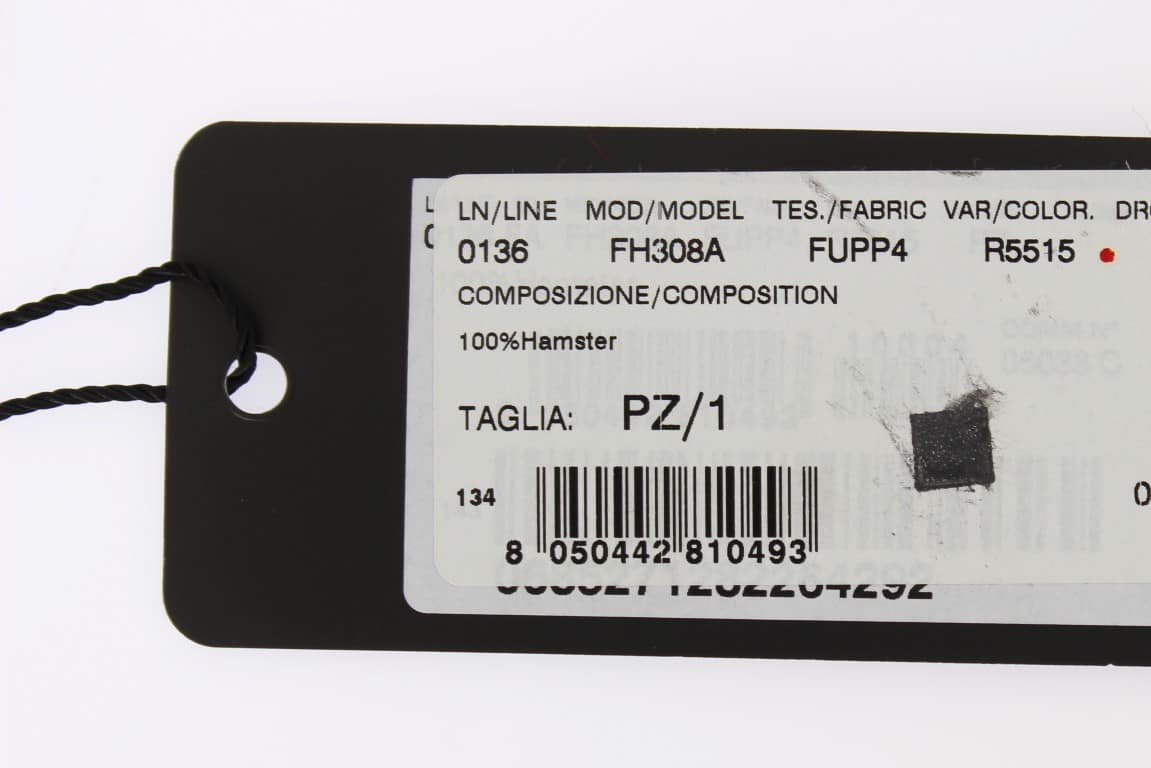 LN/LINE MOD/MODEL TES./FABRIC VAR/COLOR.
0136 FH308A FUPP4 R5515
COMPOSIZIONE/COMPOSITION
100%Hamster
TAGLIA: PZ/1
134
8 050442 810493